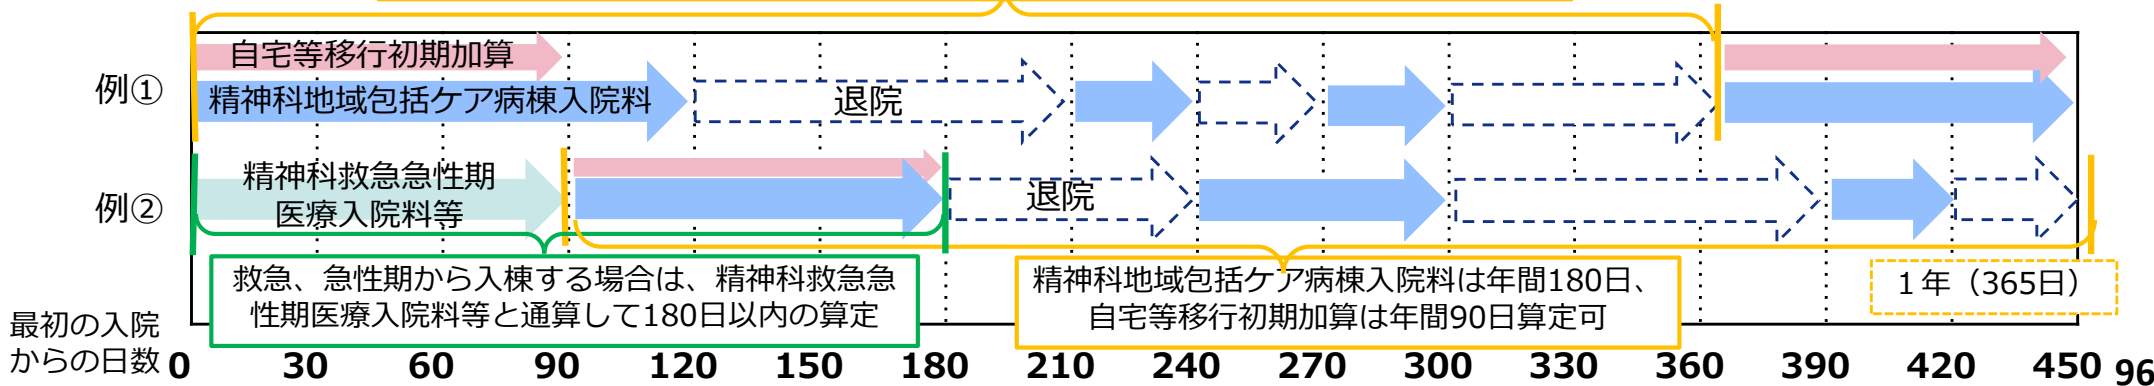 自宅等移行初期加算
例①
精神科地域包括ケア病棟入院料
退院
例②
精神科救急急性期
医療入院料等
退院
救急、急性期から入棟する場合は、精神科救急急
性期医療入院料等と通算して180日以内の算定
精神科地域包括ケア病棟入院料は年間180日、
自宅等移行初期加算は年間90日算定可
１年（365日）
最初の入院
からの日数
0 30 60 90 120 150 180 210 240 270 300 330 360 390 420 450
96